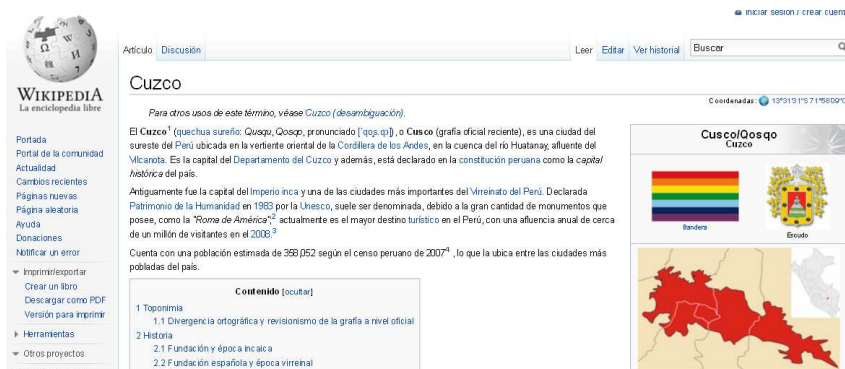 iniciar sesión / crear cuent
WIKIPEDIA
La enciclopedia libre
Artículo Discusión Leer Editar Ver historial Buscar
Cuzco
Coordenadas:
Para otros usos de este término, véase Cuzco (desambiguación).
El Cuzco1 (quechua sureño: Qusqu, Qosqo, pronunciado ), o Cusco (grafía oficial reciente), es una ciudad del
sureste del Perú ubicada en la vertiente oriental de la Cordillera de los Andes, en la cuenca del río Huatanay, afluente del
Vilcanota. Es la capital del Departamento del Cuzco y además, está declarado en la constitución peruana como la capital
histórica del país.
Antiguamente fue la capital del Imperio inca y una de las ciudades más importantes del Virreinato del Perú. Declarada
Patrimonio de la Humanidad en 1983 por la Unesco, suele ser denominada, debido a la gran cantidad de monumentos que
posee, como la "Roma de América";2 actualmente es el mayor destino turístico en el Perú, con una afluencia anual de cerca
de un millón de visitantes en el 2008.3
Cuenta con una población estimada de 358,052 según el censo peruano de 20074 , lo que la ubica entre las ciudades más
pobladas del país.
Contenido [ocultar]
1 Toponimia
1.1 Divergencia ortográfica y revisionismo de la grafía a nivel oficial
2 Historia
2.1 Fundación y época incaica
2.2 Fundación española y época virreinal
Portada
Portal de la comunidad
Actualidad
Cambios recientes
Páginas nuevas
Página aleatoria
Ayuda
Donaciones
Notificar un error
Imprimir/exportar
Crear un libro
Descargar como PDF
Versión para imprimir
Herramientas
Otros proyectos
Cusco/Qosqo
Cuzco
Bandera
Escudo